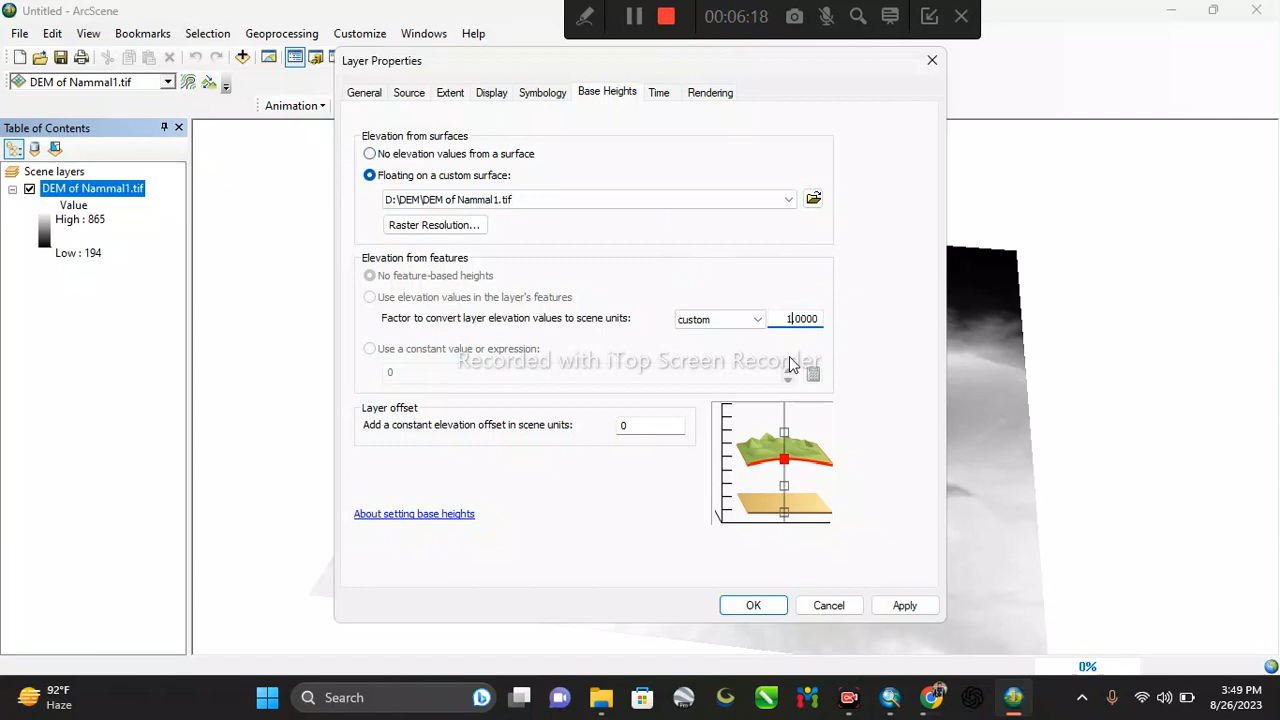 Untitled - ArcScene
00:06:18
File Edit View Bookmarks Selection Geoprocessing Customize Windows Help
DEM of Nammal1.tif
Animation
Table of Contents
Scene layers
DEM of Nammal1.tif
Value
High : 865
Low : 194
Layer Properties
General Source Extent Display Symbology Base Heights Time Rendering
Elevation from surfaces
No elevation values from a surface
Floating on a custom surface:
D:\DEM\DEM of Nammal1.tif
Raster Resolution...
Elevation from features
No feature-based heights
Use elevation values in the layer's features
Factor to convert layer elevation values to scene units: custom 1.0000
Use a constant value or expression:
Recorded with iTop Screen Recorder
0
Layer offset
Add a constant elevation offset in scene units: 0
About setting base heights
OK Cancel Apply
0%
92°F
Haze
Search
3:49 PM
8/26/2023